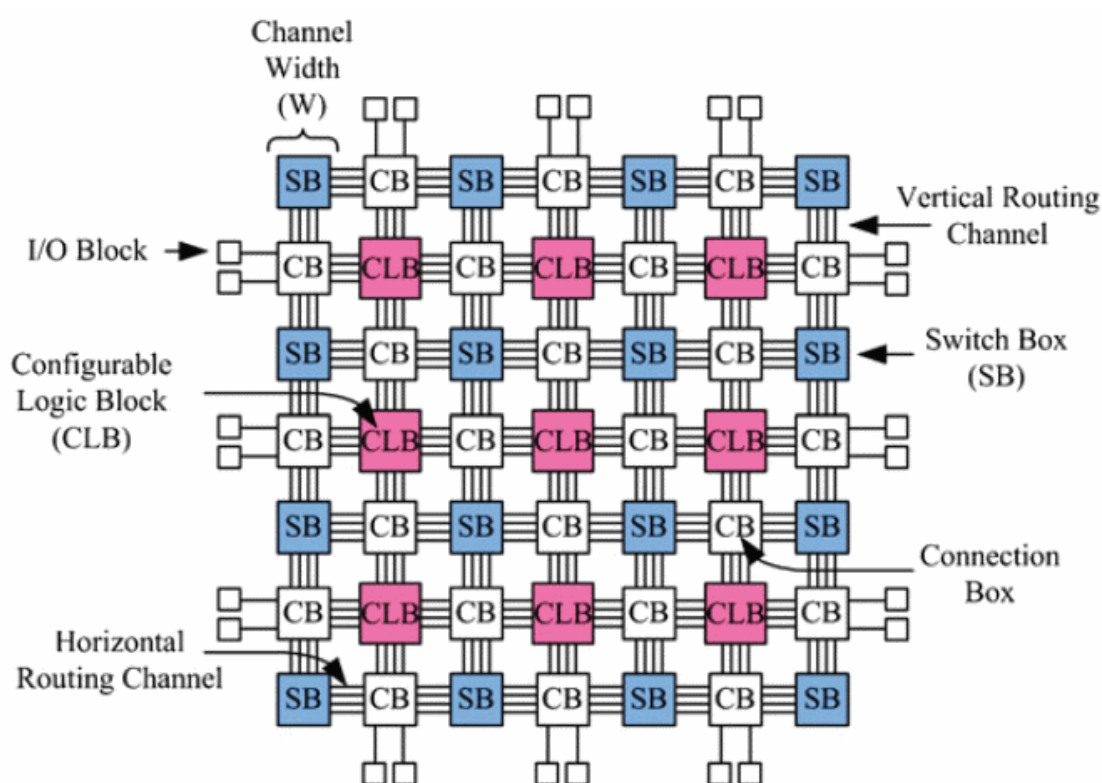 Channel
Width
(W)
SB CB SB CB SB CB SB
Vertical Routing
Channel
I/O Block
CB CLB CB CLB CB CLB CB
SB CB SB CB SB CB SB
Switch Box
(SB)
Configurable
Logic Block
(CLB)
CB CLB CB CLB CB CLB CB
SB CB SB CB SB CB SB
Connection
Box
CB CLB CB CLB CB CLB CB
Horizontal
Routing Channel
SB CB SB CB SB CB SB